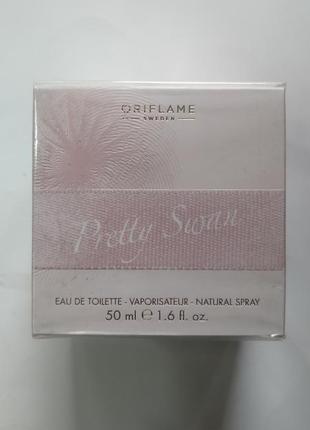 ORIFLAME
SWEDEN
Pretty Swan
EAU DE TOILETTE - VAPORISATEUR - NATURAL SPRAY
50 ml ℮ 1.6 fl. oz.